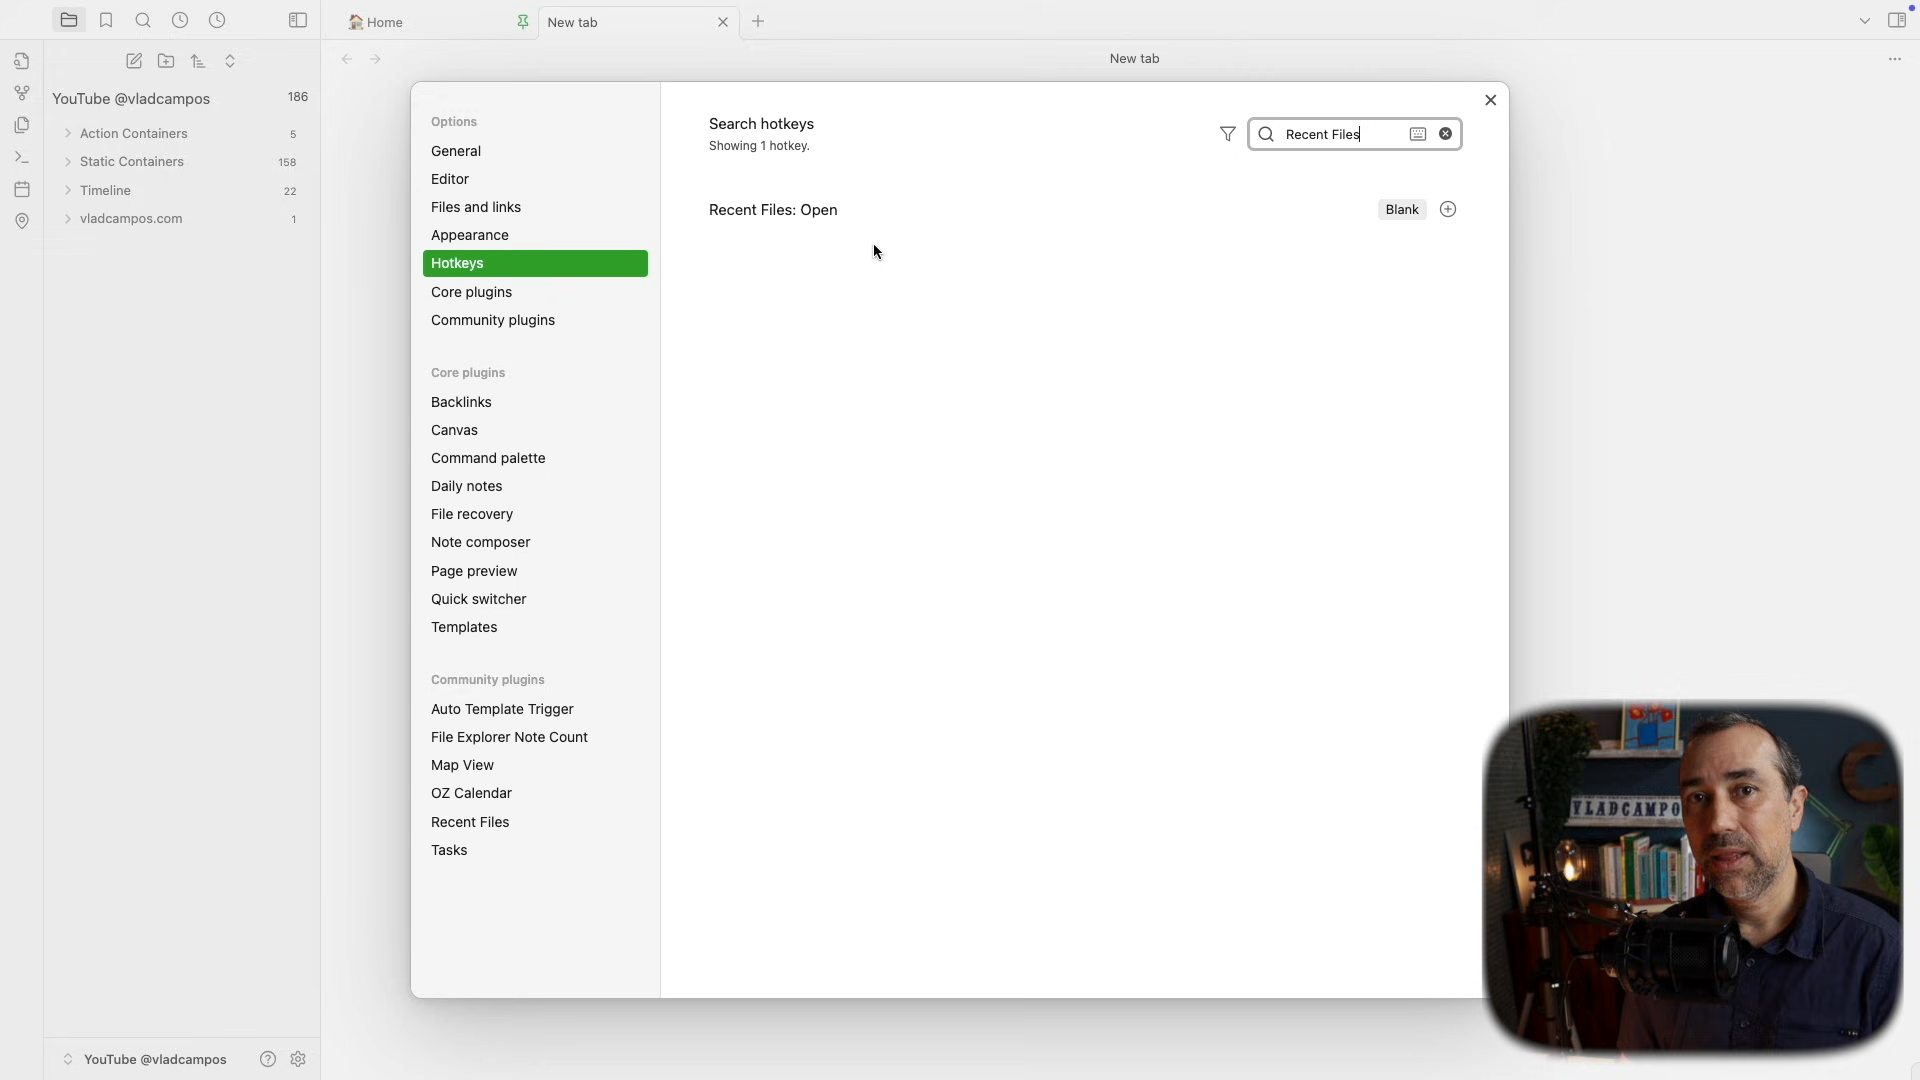 Home
New tab
New tab
YouTube @vladcampos 186
Action Containers 5
Static Containers 158
Timeline 22
vladcampos.com 1
YouTube @vladcampos
Options
General
Editor
Files and links
Appearance
Hotkeys
Core plugins
Community plugins
Core plugins
Backlinks
Canvas
Command palette
Daily notes
File recovery
Note composer
Page preview
Quick switcher
Templates
Community plugins
Auto Template Trigger
File Explorer Note Count
Map View
OZ Calendar
Recent Files
Tasks
Search hotkeys
Showing 1 hotkey.
Recent Files
Recent Files: Open
Blank
VLADCAMPO